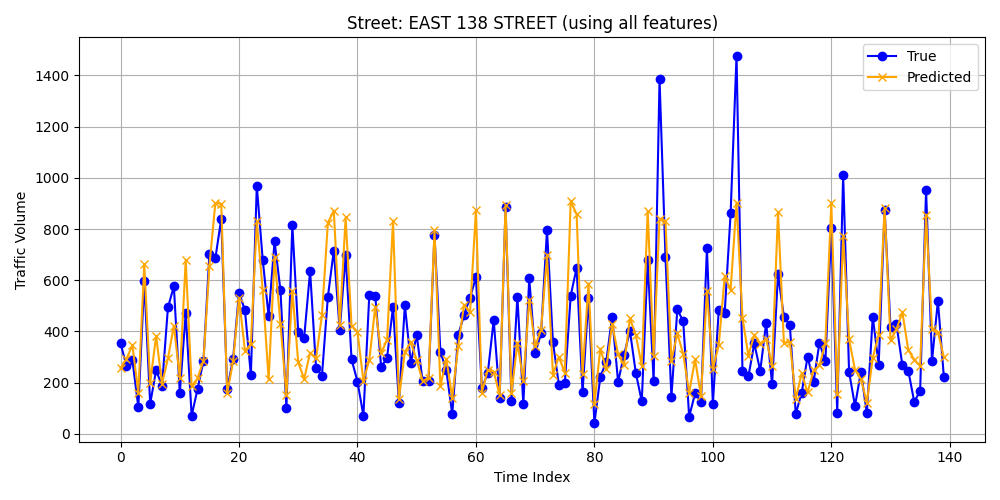 Street: EAST 138 STREET (using all features)
True
Predicted
Traffic Volume
1400
1200
1000
800
600
400
200
0
0 20 40 60 80 100 120 140
Time Index